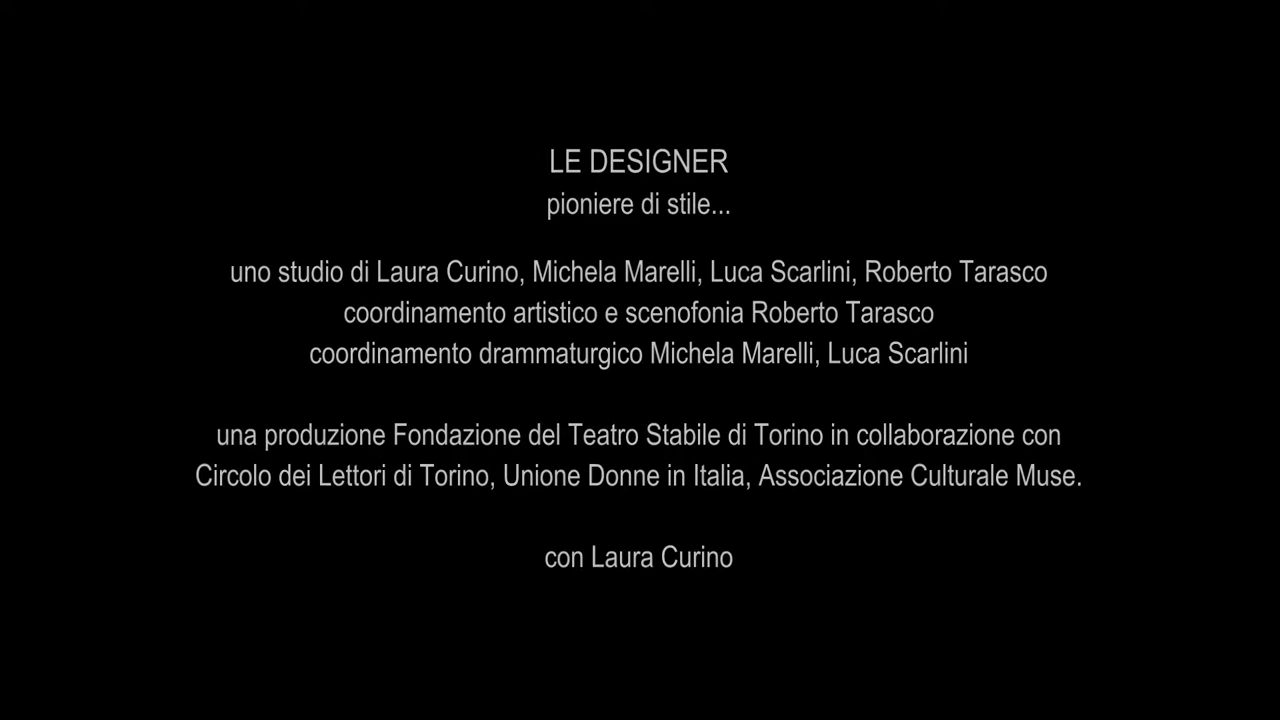 LE DESIGNER
pioniere di stile...
uno studio di Laura Curino, Michela Marelli, Luca Scarlini, Roberto Tarasco
coordinamento artistico e scenofonia Roberto Tarasco
coordinamento drammaturgico Michela Marelli, Luca Scarlini
una produzione Fondazione del Teatro Stabile di Torino in collaborazione con
Circolo dei Lettori di Torino, Unione Donne in Italia, Associazione Culturale Muse.
con Laura Curino